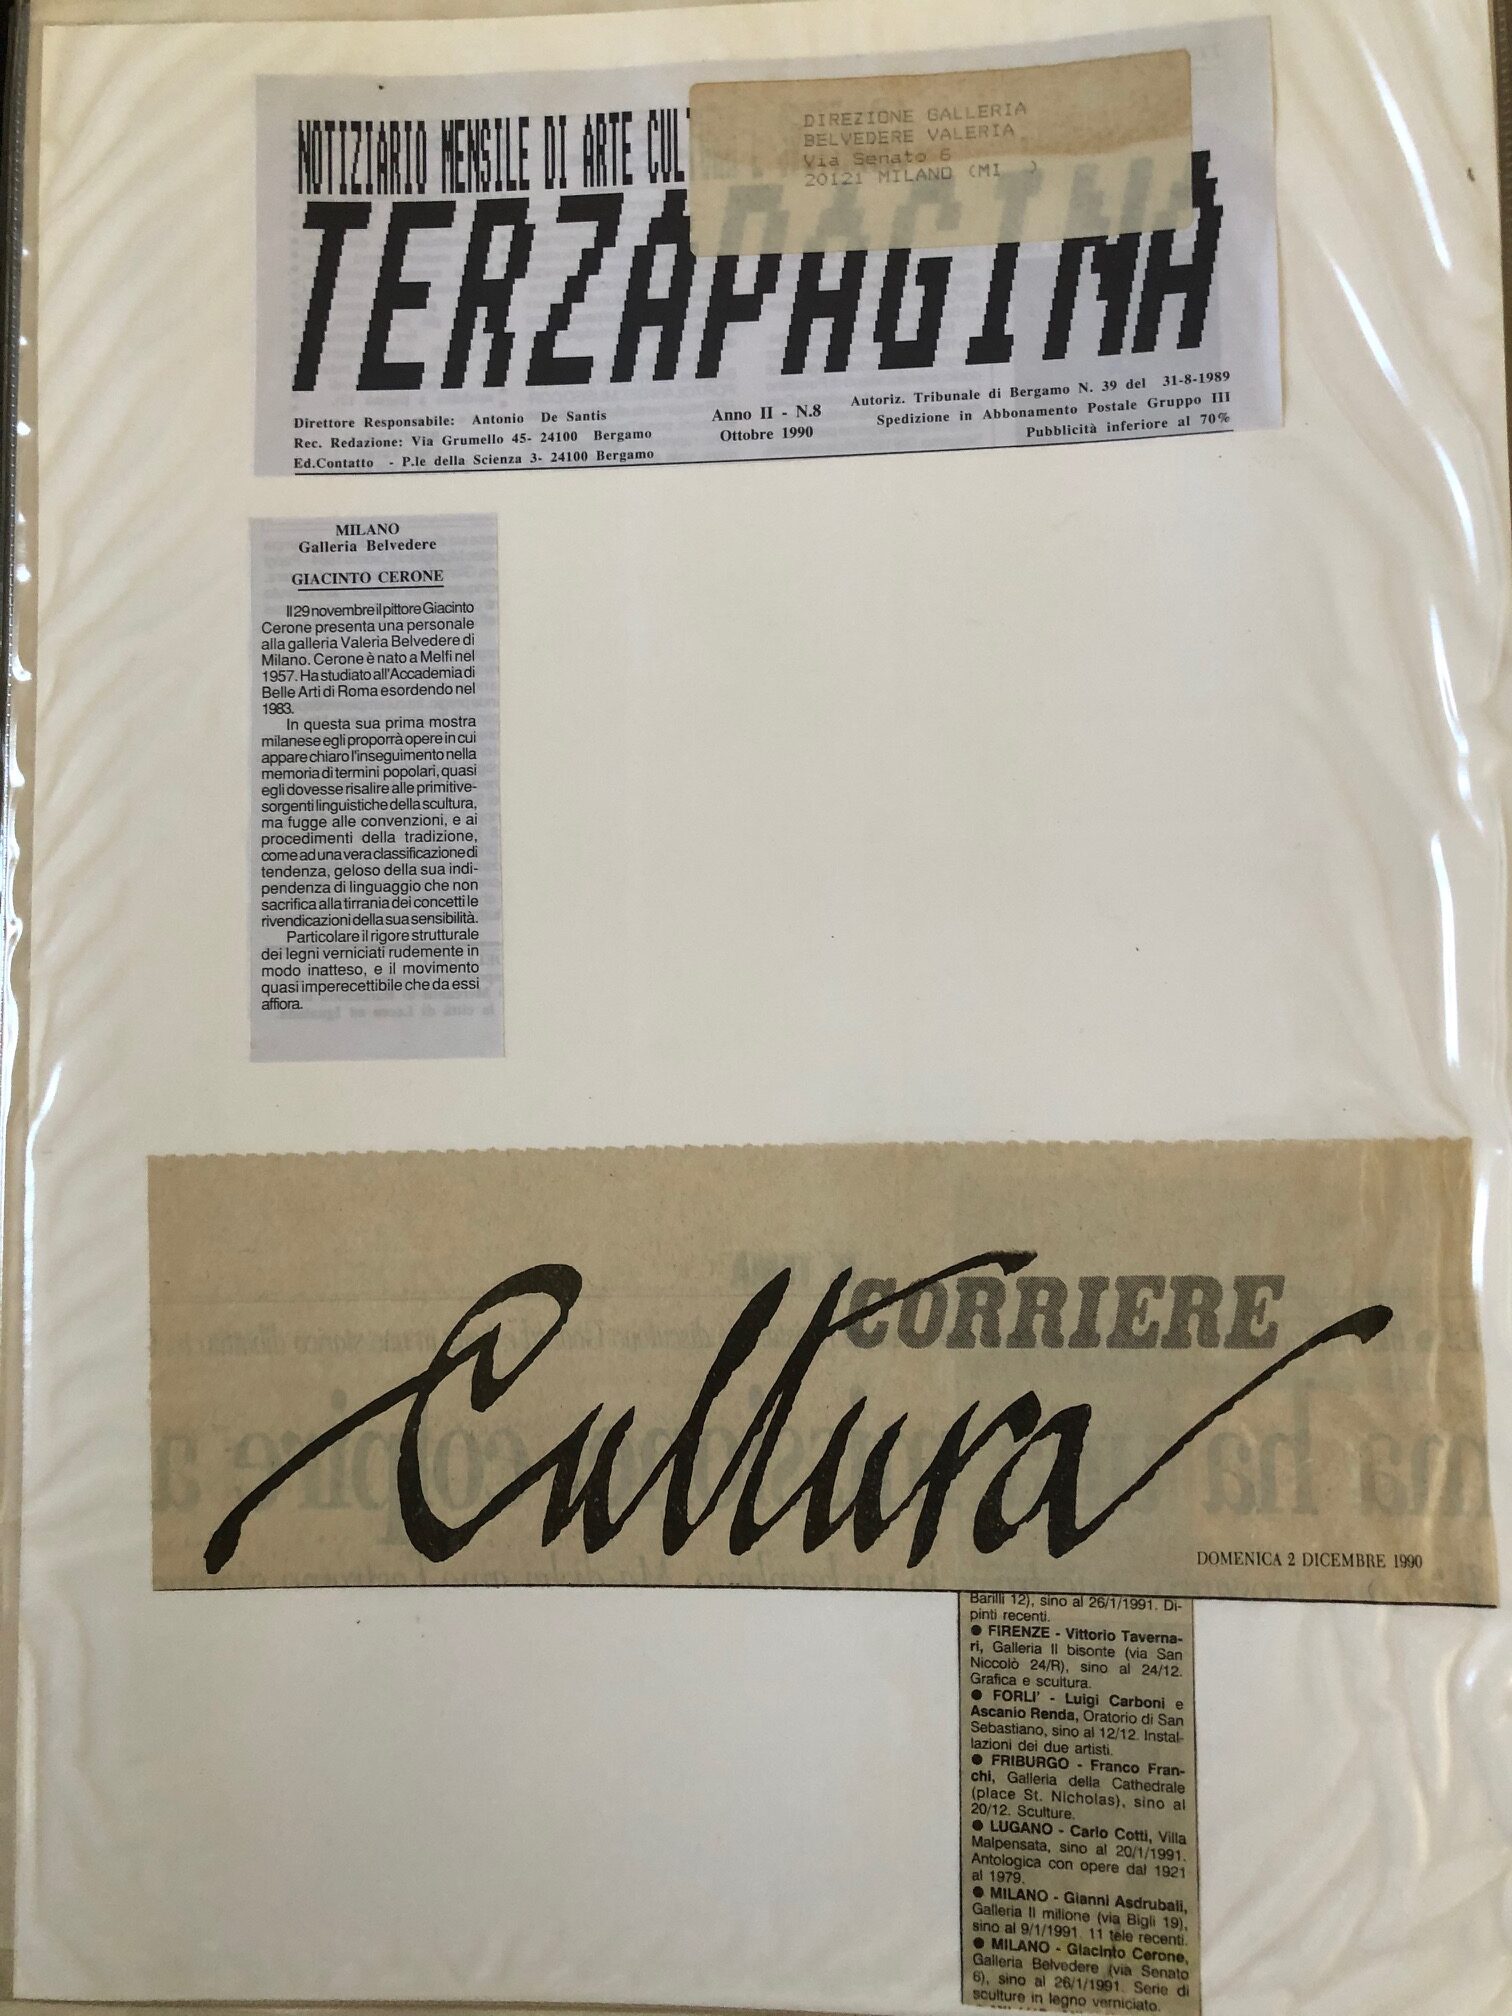 NOTIZIARIO MENSILE DI ARTE CUL
DIREZIONE GALLERIA
BELVEDERE VALERIA
Via Senato 6
20121 MILANO (MI )
TERZAPAGINA
Direttore Responsabile: Antonio De Santis
Rec. Redazione: Via Grumello 45- 24100 Bergamo
Ed.Contatto - P.le della Scienza 3- 24100 Bergamo
Anno II - N.8
Ottobre 1990
Autoriz. Tribunale di Bergamo N. 39 del 31-8-1989
Spedizione in Abbonamento Postale Gruppo III
Pubblicità inferiore al 70%
MILANO
Galleria Belvedere
GIACINTO CERONE
Il 29 novembre il pittore Giacinto
Cerone presenta una personale
alla galleria Valeria Belvedere di
Milano. Cerone è nato a Melfi nel
1957. Ha studiato all'Accademia di
Belle Arti di Roma esordendo nel
1983.
In questa sua prima mostra
milanese egli proporrà opere in cui
appare chiaro l'inseguimento nella
memoria di termini popolari, quasi
egli dovesse risalire alle primitive-
sorgenti linguistiche della scultura,
ma fugge alle convenzioni, e ai
procedimenti della tradizione,
come ad una vera classificazione di
tendenza, geloso della sua indi-
pendenza di linguaggio che non
sacrifica alla tirrania dei concetti le
rivendicazioni della sua sensibilità.
Particolare il rigore strutturale
dei legni verniciati rudemente in
modo inatteso, e il movimento
quasi imperecettibile che da essi
affiora.
CORRIERE
Cultura
DOMENICA 2 DICEMBRE 1990
Barilli 12), sino al 26/1/1991. Di-
pinti recenti.
● FIRENZE - Vittorio Taverna-
ri, Galleria Il bisonte (via San
Niccolò 24/R), sino al 24/12.
Grafica e scultura.
● FORLI' - Luigi Carboni e
Ascanio Renda, Oratorio di San
Sebastiano, sino al 12/12. Instal-
lazioni dei due artisti.
● FRIBURGO - Franco Fran-
chi, Galleria della Cathedrale
(place St. Nicholas), sino al
20/12. Sculture.
● LUGANO - Carlo Cotti, Villa
Malpensata, sino al 20/1/1991.
Antologica con opere dal 1921
al 1979.
● MILANO - Gianni Asdrubali,
Galleria Il milione (via Bigli 19),
sino al 9/1/1991. 11 tele recenti.
● MILANO - Giacinto Cerone,
Galleria Belvedere (via Senato
6), sino al 26/1/1991. Serie di
sculture in legno verniciato.